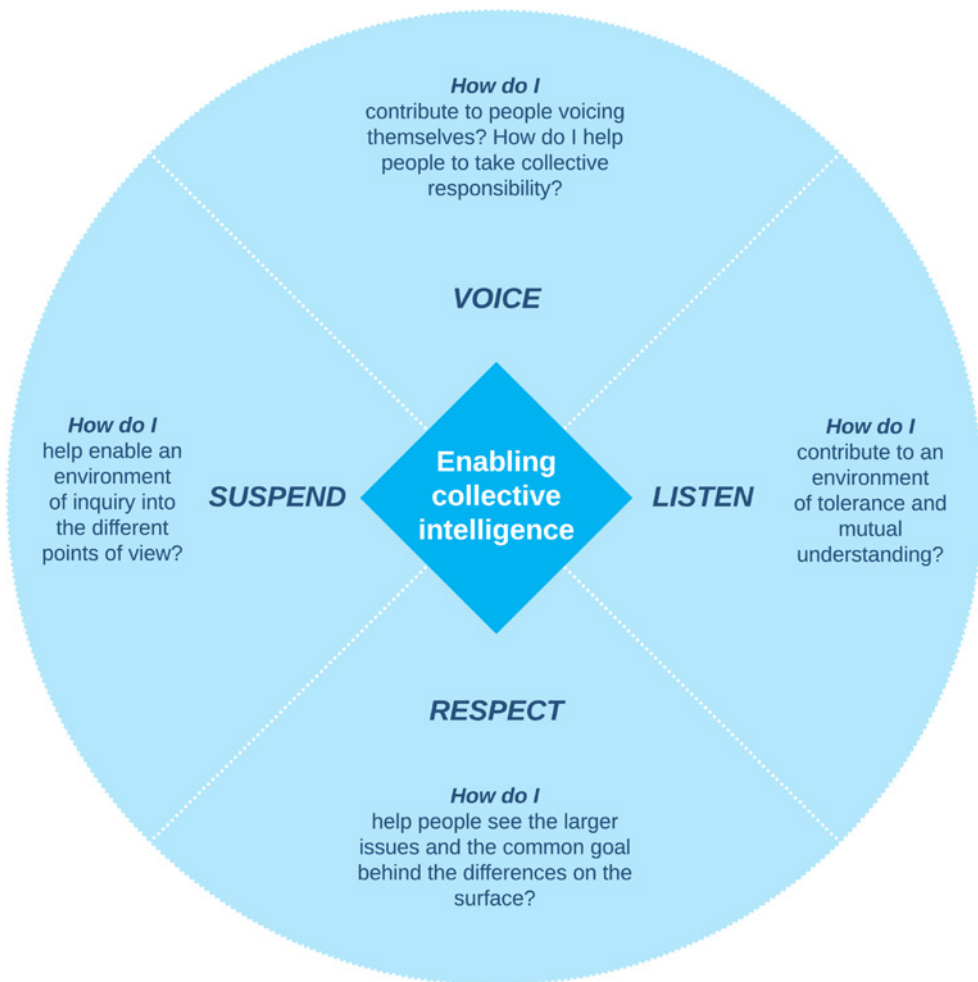 How do I
contribute to people voicing
themselves? How do I help
people to take collective
responsibility?
VOICE
How do I
help enable an
environment
of inquiry into
the different
points of view?
SUSPEND
Enabling
collective
intelligence
LISTEN
How do I
contribute to an
environment
of tolerance and
mutual
understanding?
RESPECT
How do I
help people see the larger
issues and the common goal
behind the differences on the
surface?